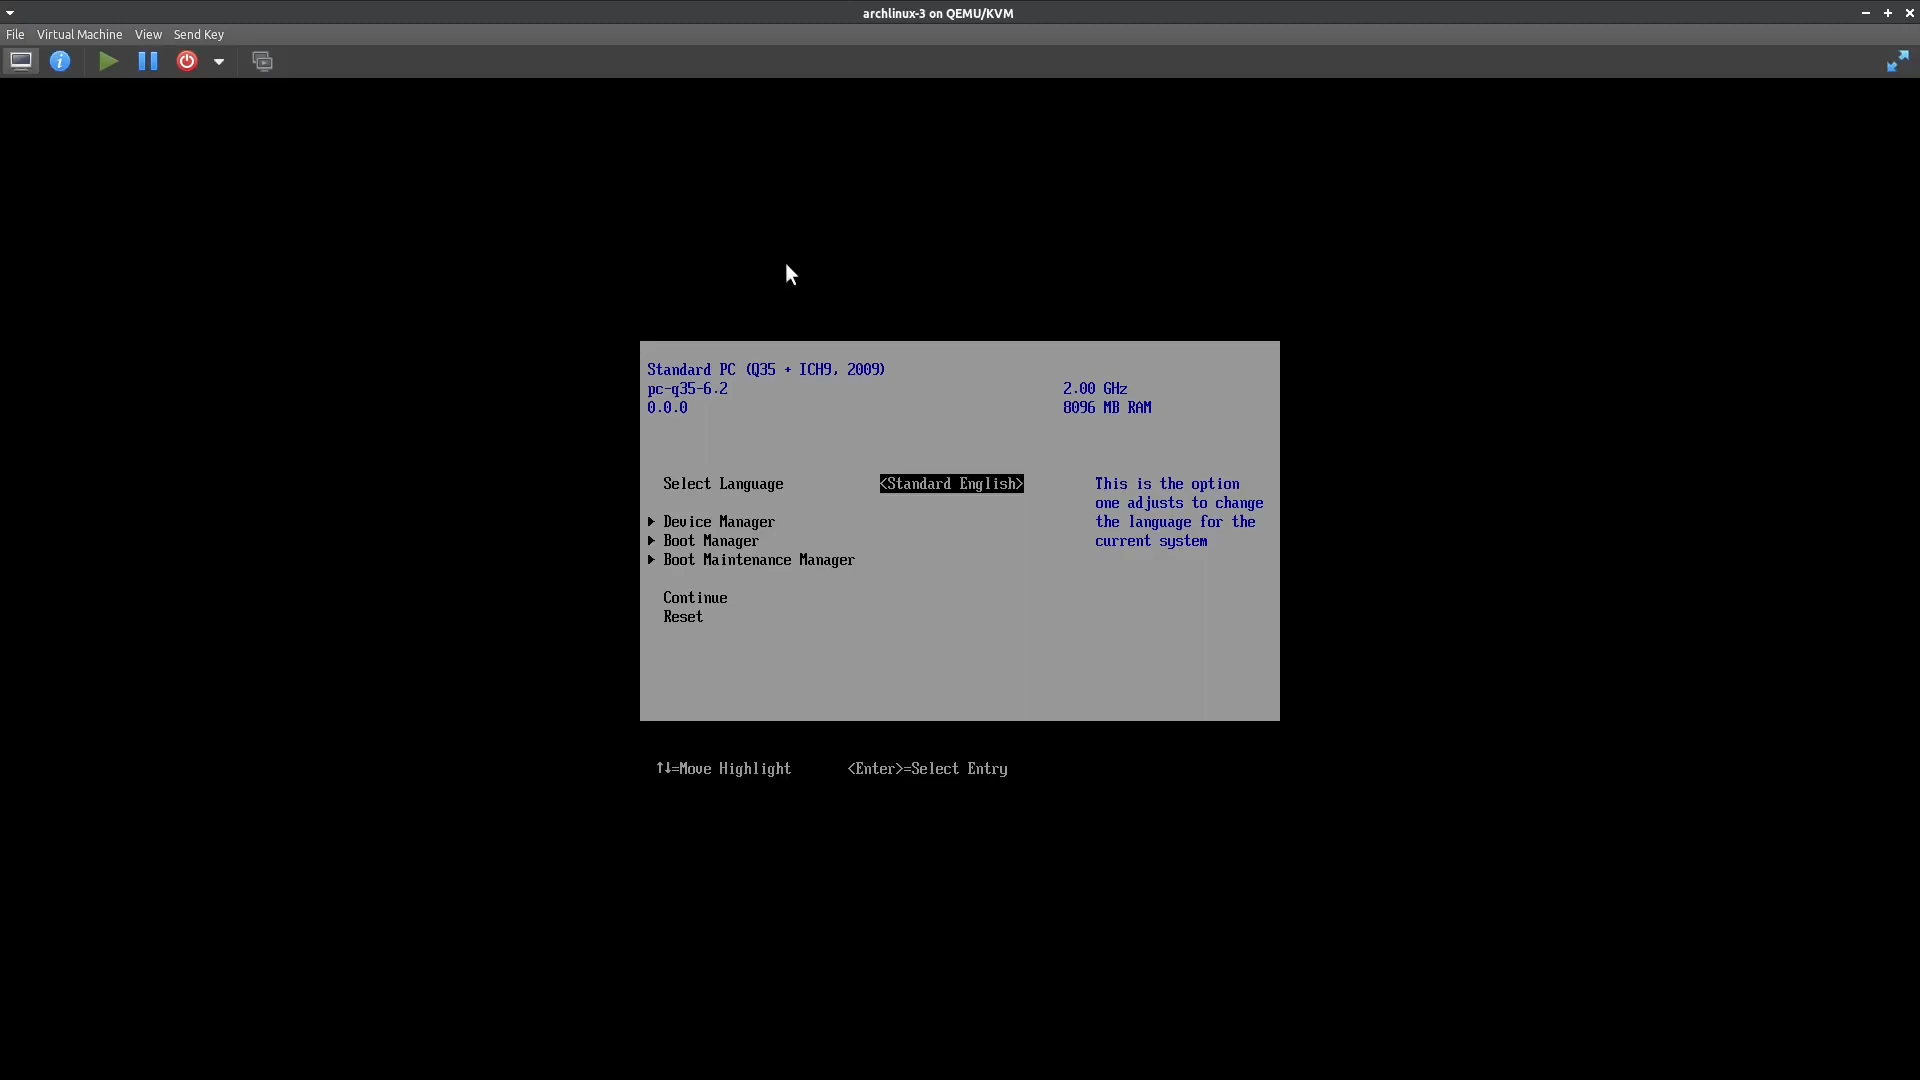 archlinux-3 on QEMU/KVM
File Virtual Machine View Send Key
Standard PC (Q35 + ICH9, 2009)
pc-q35-6.2 2.00 GHz
0.0.0 8096 MB RAM
Select Language <Standard English> This is the option
one adjusts to change
▶ Device Manager the language for the
▶ Boot Manager current system
▶ Boot Maintenance Manager
Continue
Reset
↑↓=Move Highlight <Enter>=Select Entry